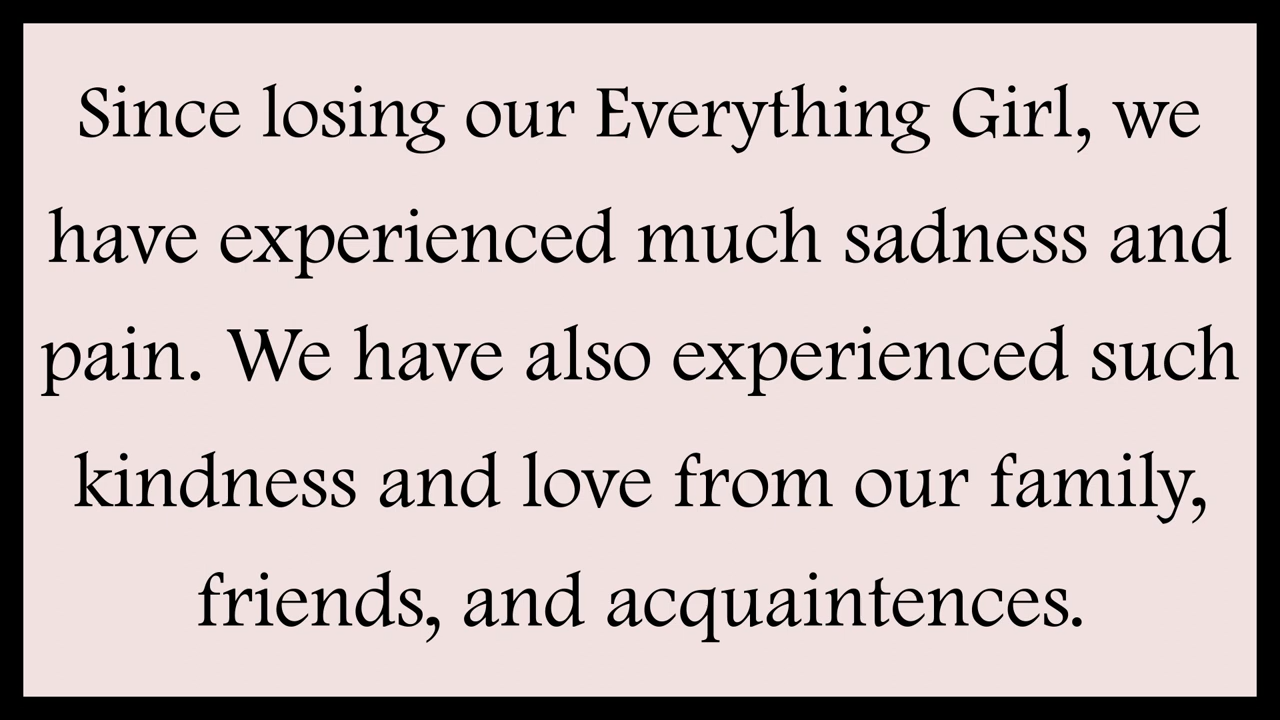 Since losing our Everything Girl, we
have experienced much sadness and
pain. We have also experienced such
kindness and love from our family,
friends, and acquaintences.